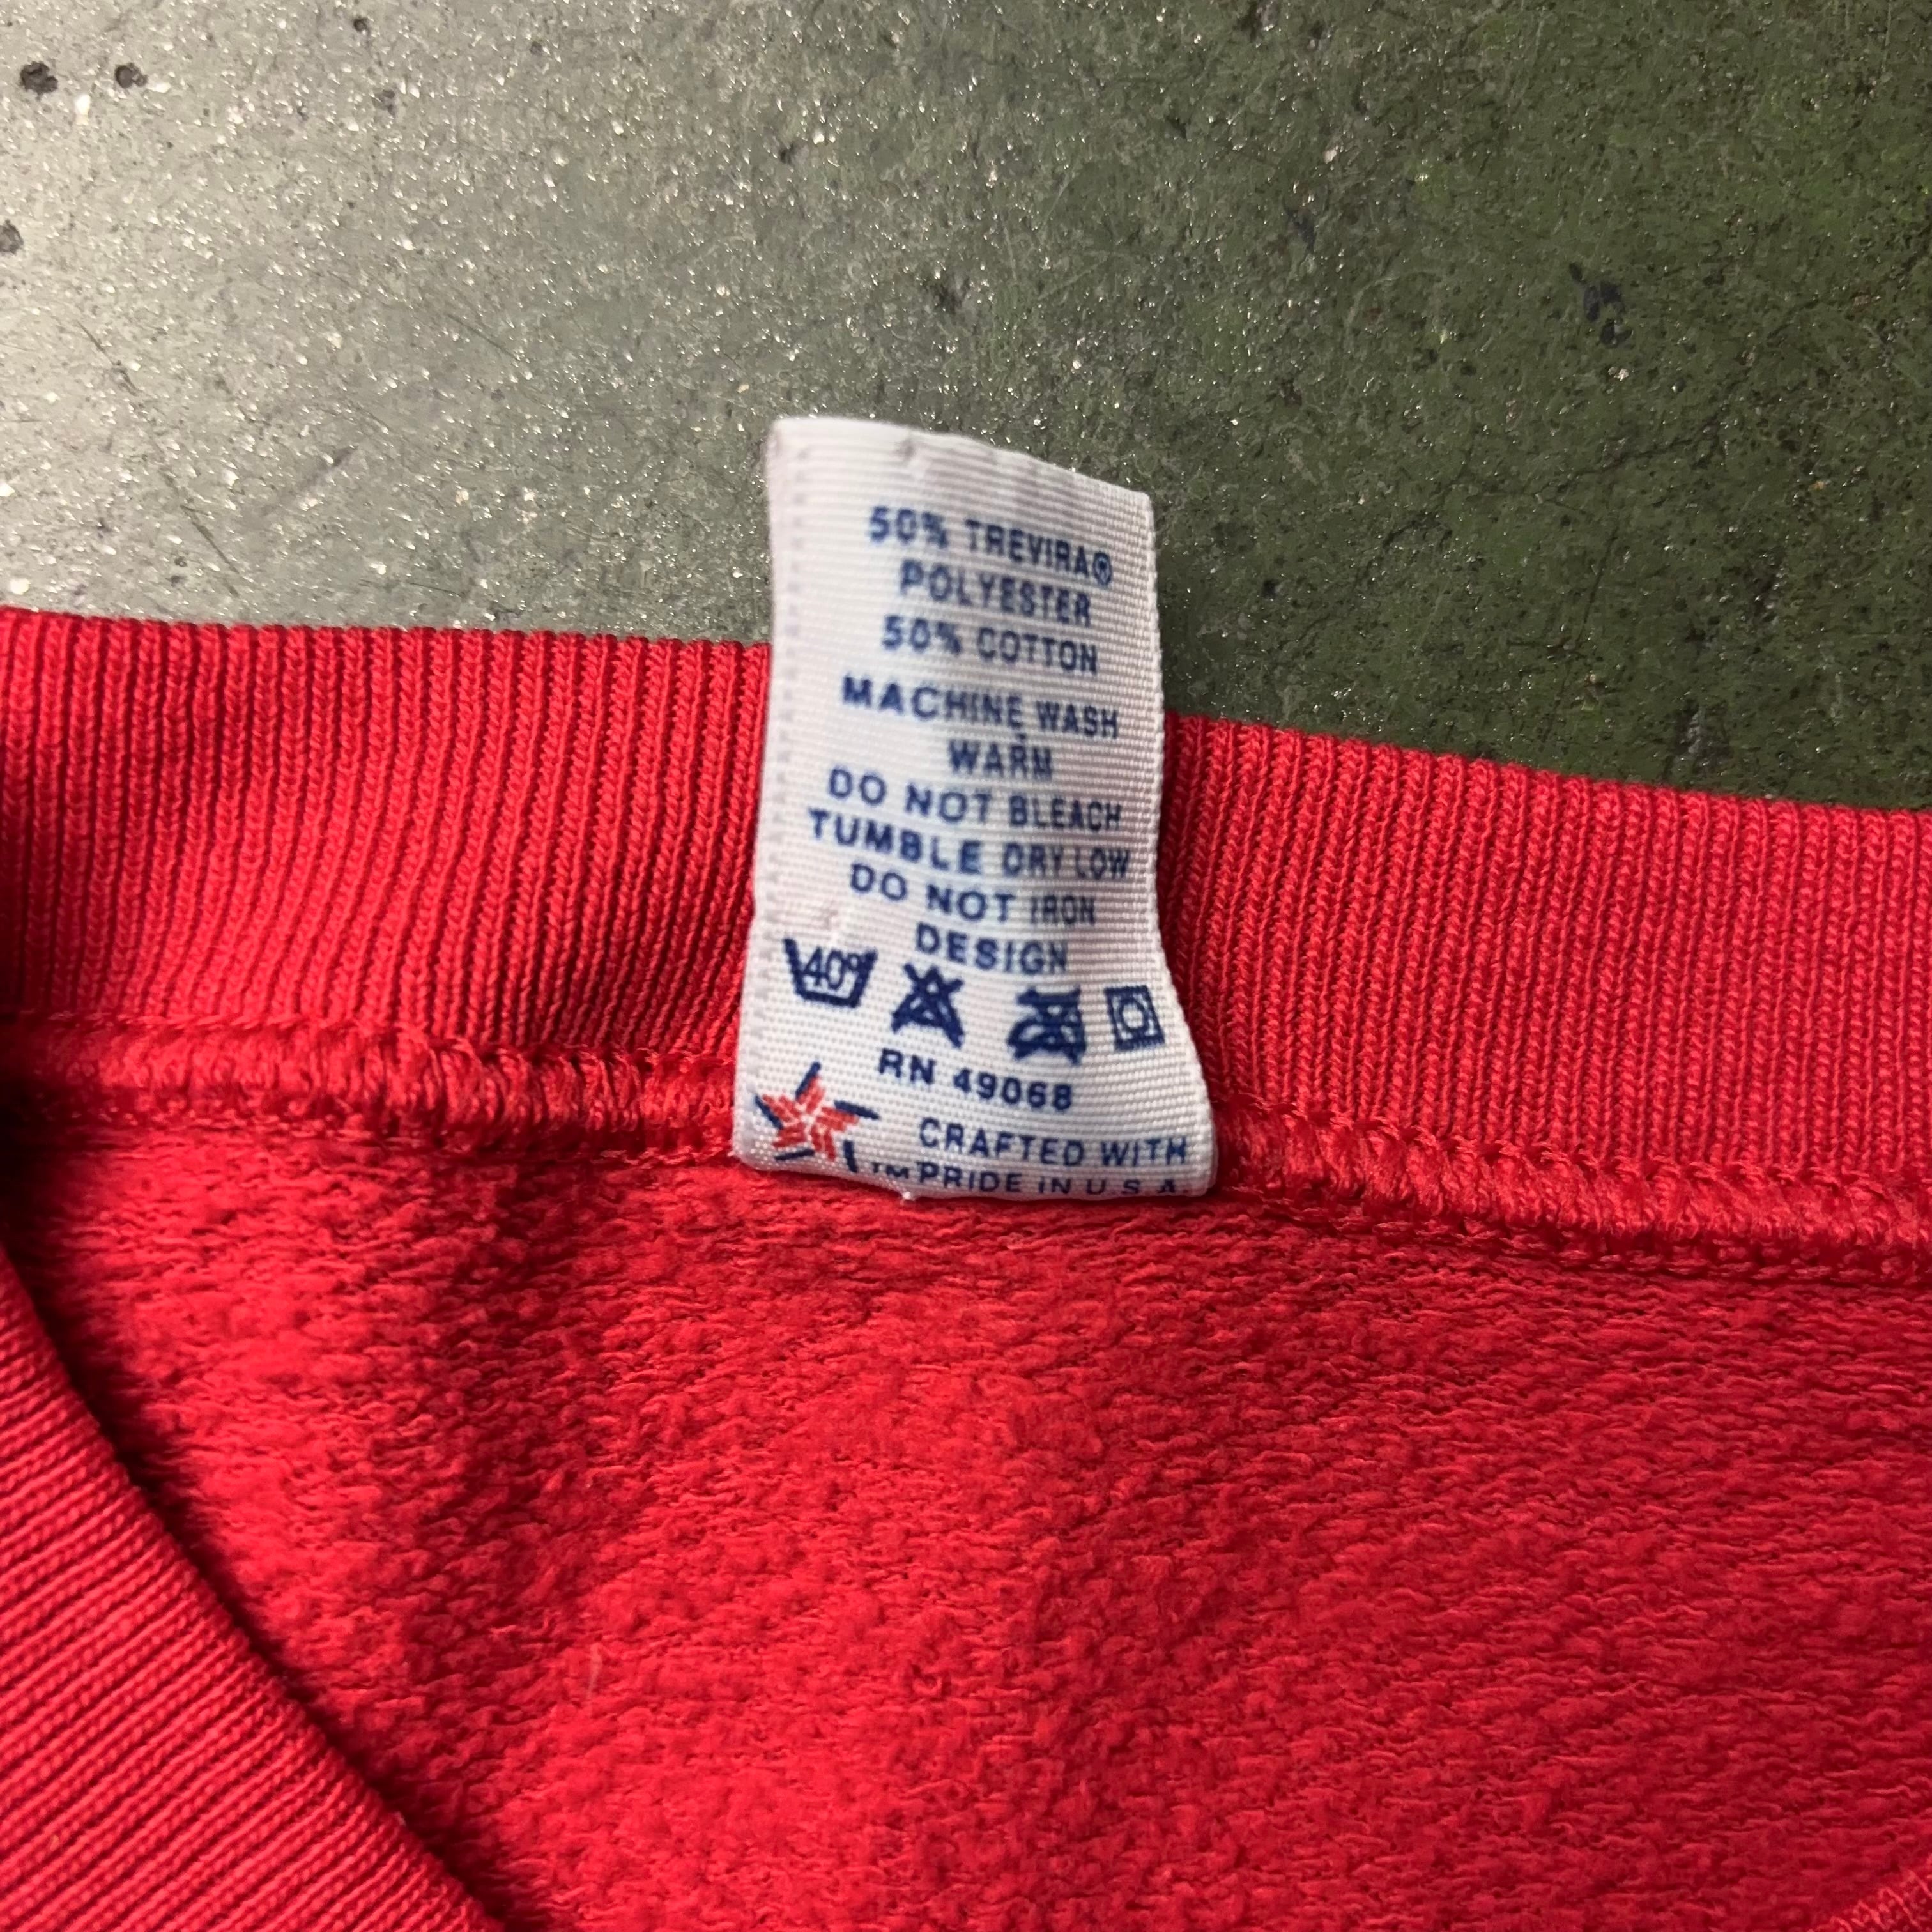 50% TREVIRA®
POLYESTER
50% COTTON
MACHINE WASH
WARM
DO NOT BLEACH
TUMBLE DRY LOW
DO NOT IRON
DESIGN
40°
RN 49068
CRAFTED WITH
™ PRIDE IN U.S.A.